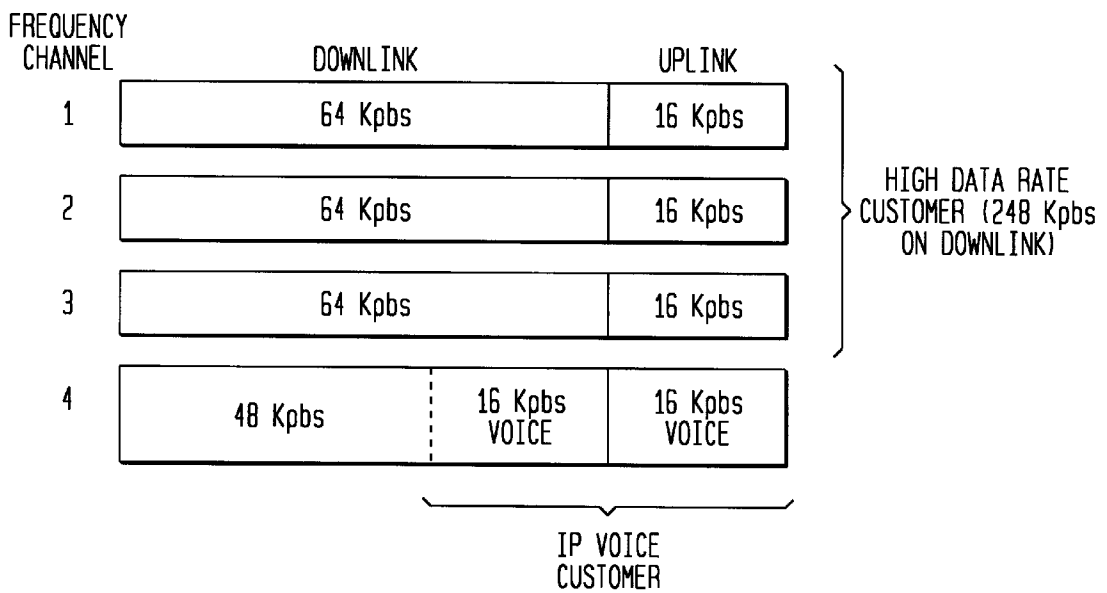 FREQUENCY
CHANNEL
DOWNLINK
UPLINK
1
64 Kpbs
16 Kpbs
2
64 Kpbs
16 Kpbs
3
64 Kpbs
16 Kpbs
HIGH DATA RATE
CUSTOMER (248 Kpbs
ON DOWNLINK)
4
48 Kpbs
16 Kpbs
VOICE
16 Kpbs
VOICE
IP VOICE
CUSTOMER